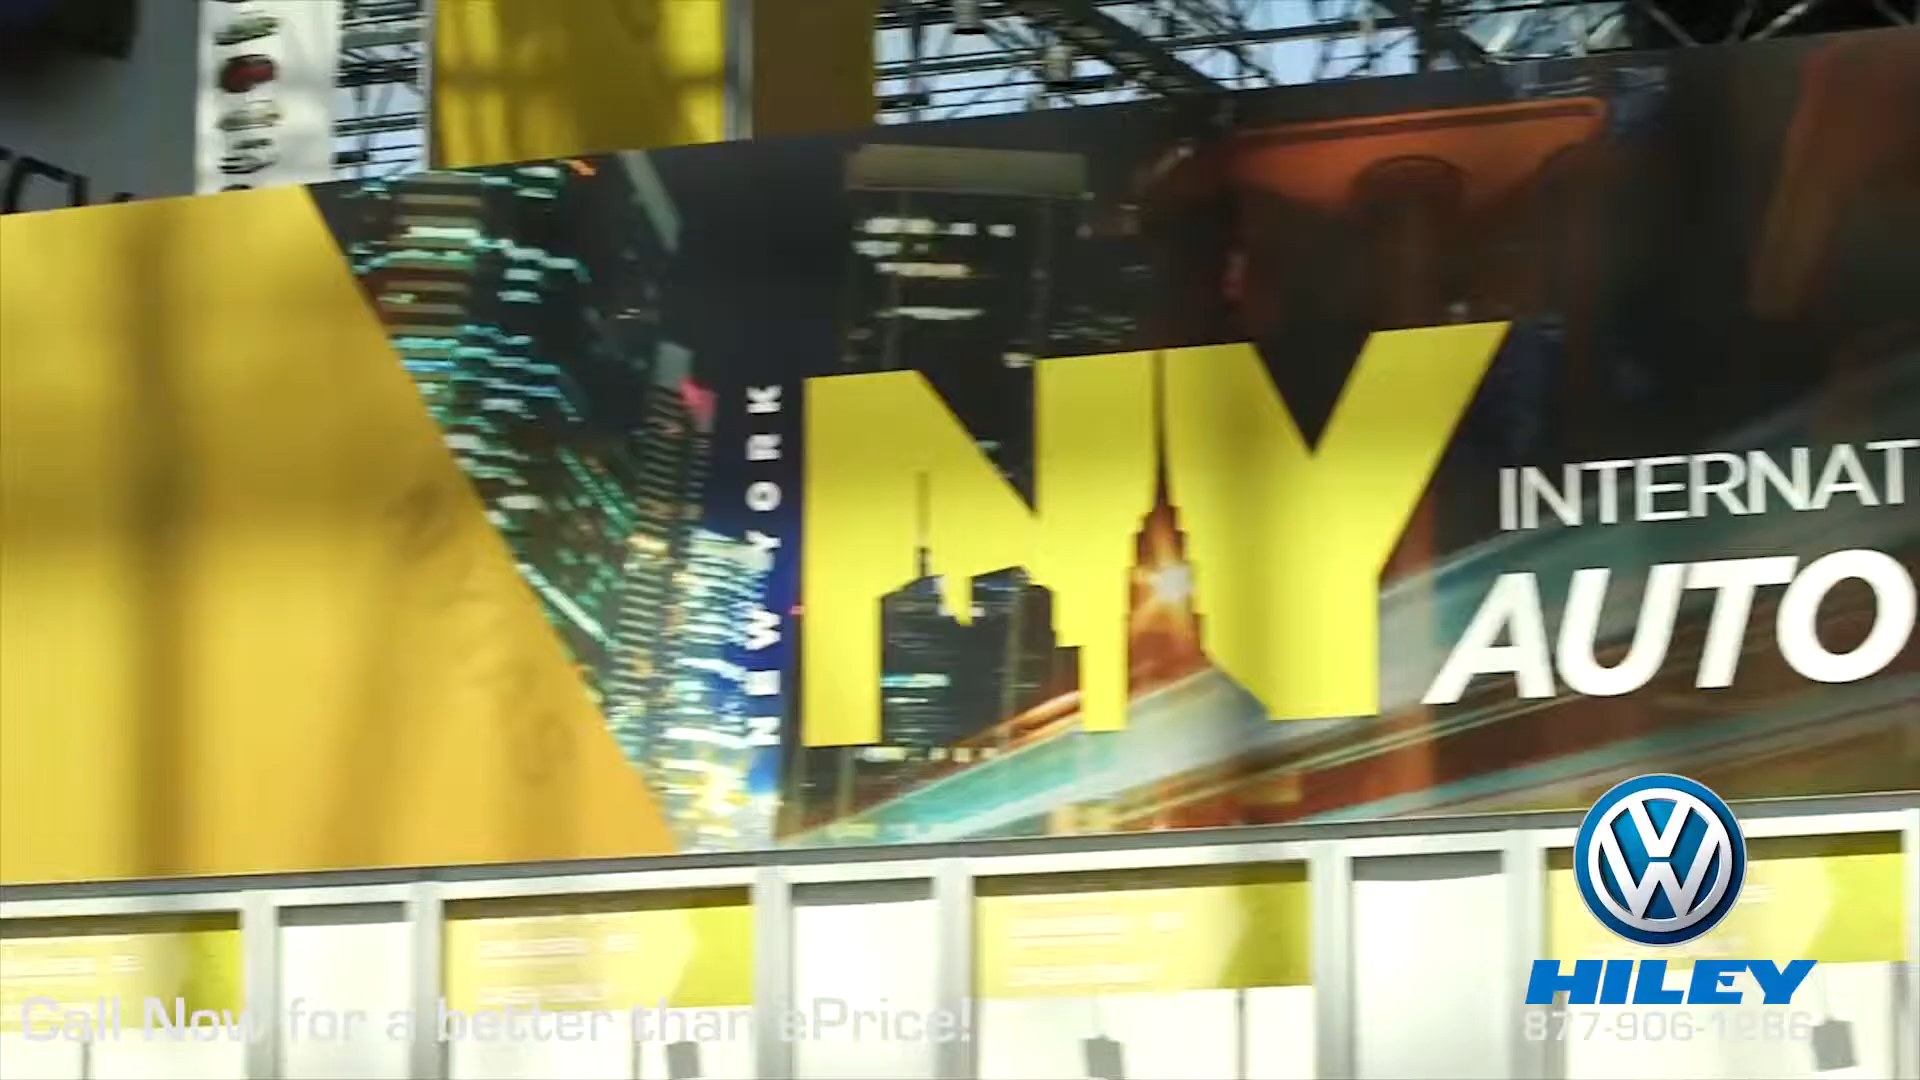 NEW YORK
NY
INTERNAT
AUTO
HILEY
Call Now for a better than ePrice!
877-906-1286